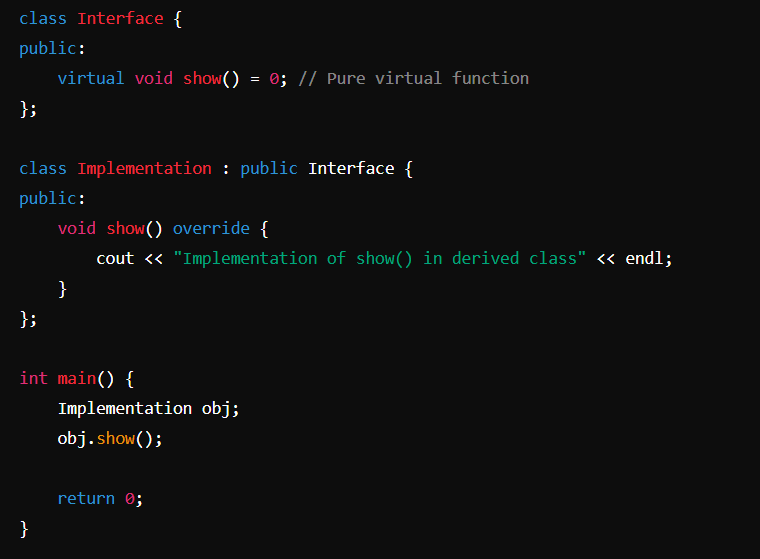 class Interface {
public:
    virtual void show() = 0; // Pure virtual function
};

class Implementation : public Interface {
public:
    void show() override {
        cout << "Implementation of show() in derived class" << endl;
    }
};

int main() {
    Implementation obj;
    obj.show();

    return 0;
}